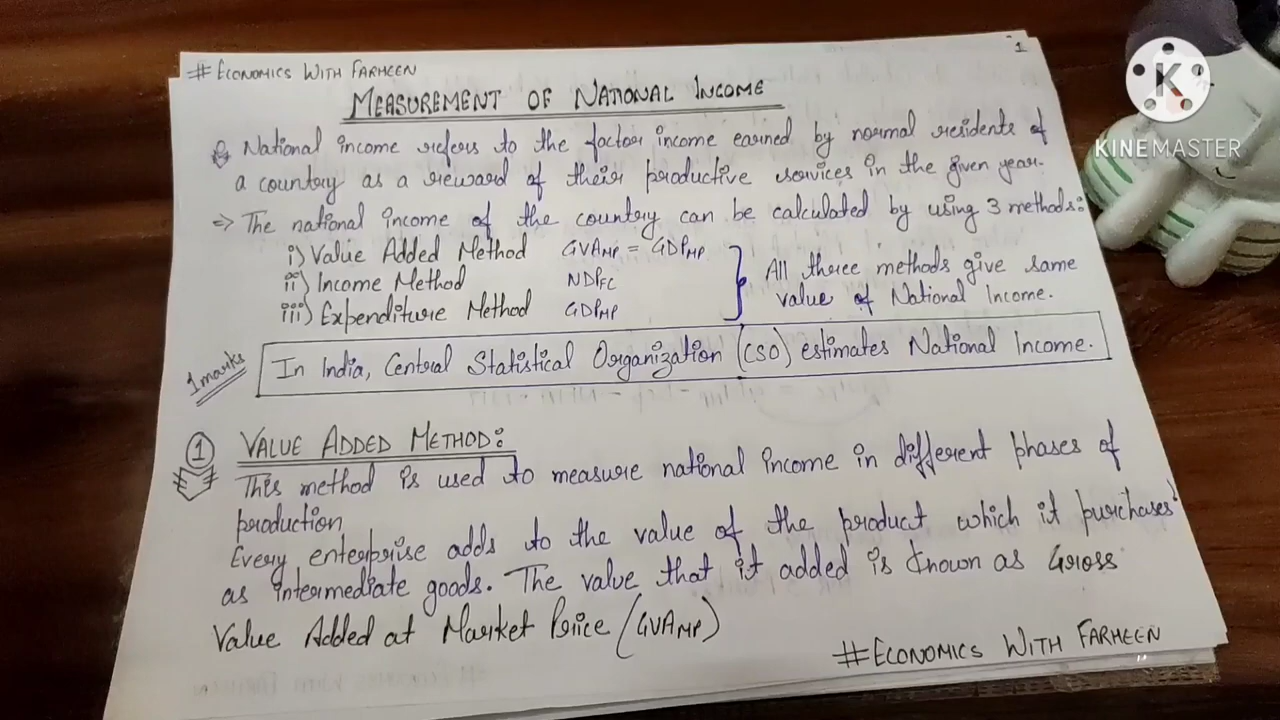 1
# ECONOMICS WITH FARHEEN
MEASUREMENT OF NATIONAL INCOME
National income refers to the factor income earned by normal residents of
a country as a reward of their productive services in the given year.
⇒ The national income of the country can be calculated by using 3 methods:
i) Value Added Method GVAMP = GDPMP
ii) Income Method NDPFC
iii) Expenditure Method GDPMP
All three methods give same
value of National Income.
1 marks
In India, Central Statistical Organization (CSO) estimates National Income.
① VALUE ADDED METHOD:
This method is used to measure national income in different phases of
production
Every enterprise adds to the value of the product which it purchases
as intermediate goods. The value that it added is known as Gross
Value Added at Market Price (GVAMP)
#ECONOMICS WITH FARHEEN
K
KINEMASTER